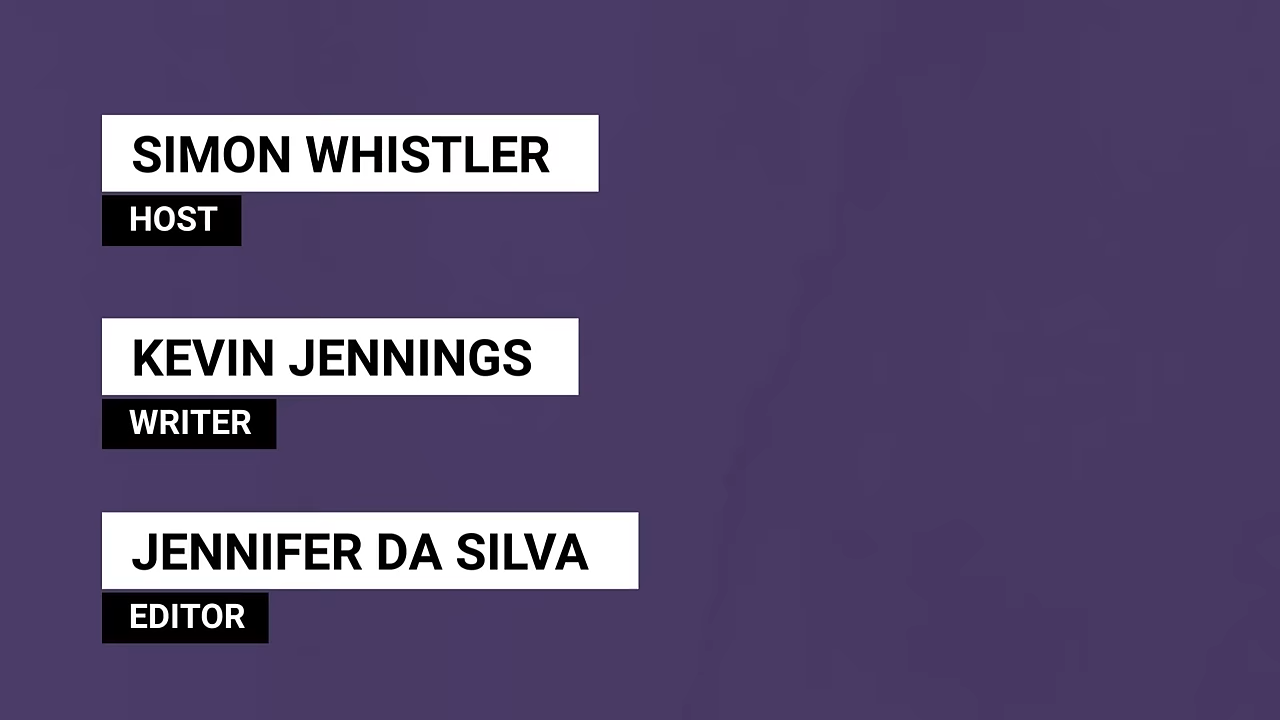 SIMON WHISTLER
HOST
KEVIN JENNINGS
WRITER
JENNIFER DA SILVA
EDITOR